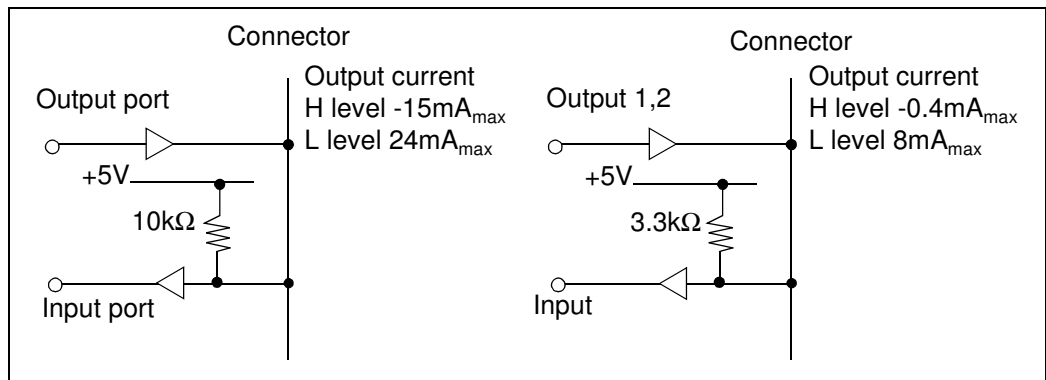 Connector
Output current
H level -15mAmax
L level 24mAmax
Output port
+5V
10kΩ
Input port
Connector
Output current
H level -0.4mAmax
L level 8mAmax
Output 1,2
+5V
3.3kΩ
Input